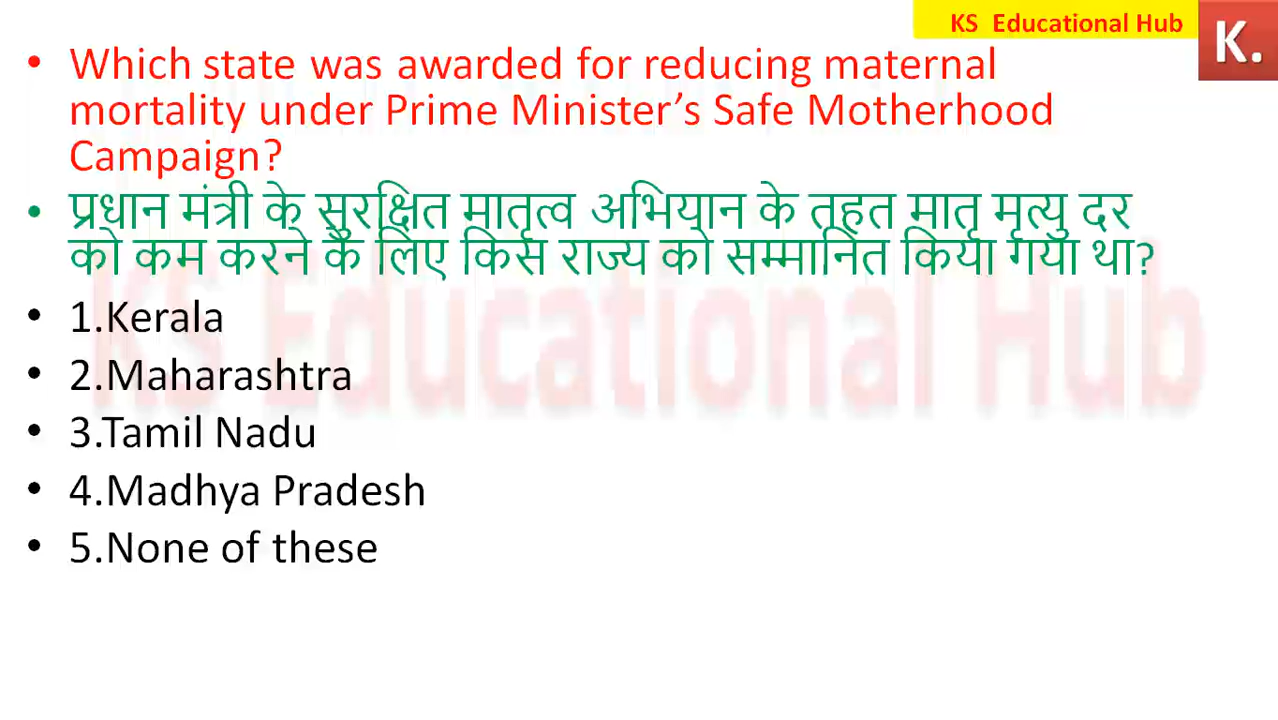 KS Educational Hub
K.
• Which state was awarded for reducing maternal
mortality under Prime Minister’s Safe Motherhood
Campaign?
• प्रधान मंत्री के सुरक्षित मातृत्व अभियान के तहत मातृ मृत्यु दर
को कम करने के लिए किस राज्य को सम्मानित किया गया था?
• 1.Kerala
• 2.Maharashtra
• 3.Tamil Nadu
• 4.Madhya Pradesh
• 5.None of these
KS Educational Hub